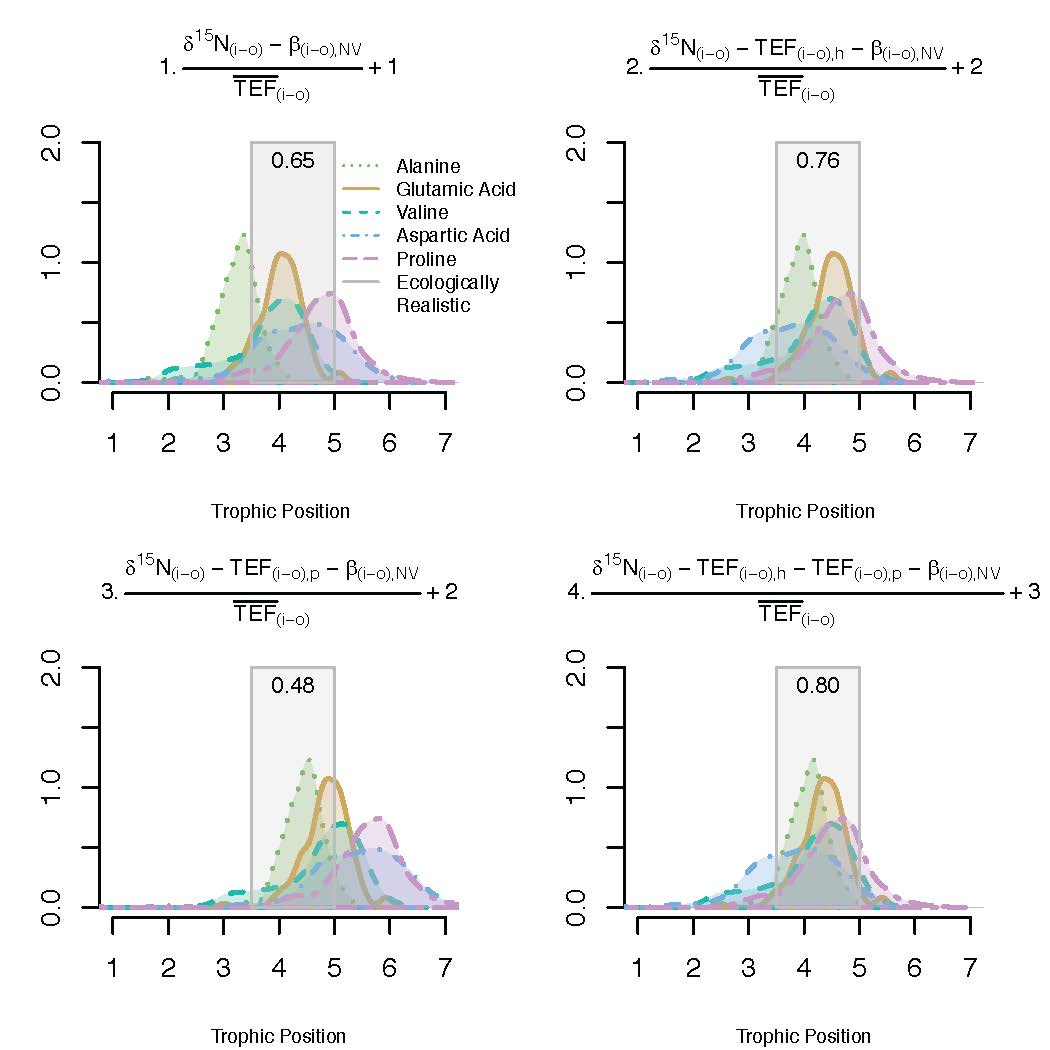 1. δ15N(i−o) − β(i−o),NV / TEF(i−o) + 1
2. δ15N(i−o) − TEF(i−o),h − β(i−o),NV / TEF(i−o) + 2
0.0 1.0 2.0
0.65
Alanine
Glutamic Acid
Valine
Aspartic Acid
Proline
Ecologically
Realistic
1 2 3 4 5 6 7
Trophic Position
0.0 1.0 2.0
0.76
1 2 3 4 5 6 7
Trophic Position
3. δ15N(i−o) − TEF(i−o),p − β(i−o),NV / TEF(i−o) + 2
4. δ15N(i−o) − TEF(i−o),h − TEF(i−o),p − β(i−o),NV / TEF(i−o) + 3
0.0 1.0 2.0
0.48
1 2 3 4 5 6 7
Trophic Position
0.0 1.0 2.0
0.80
1 2 3 4 5 6 7
Trophic Position